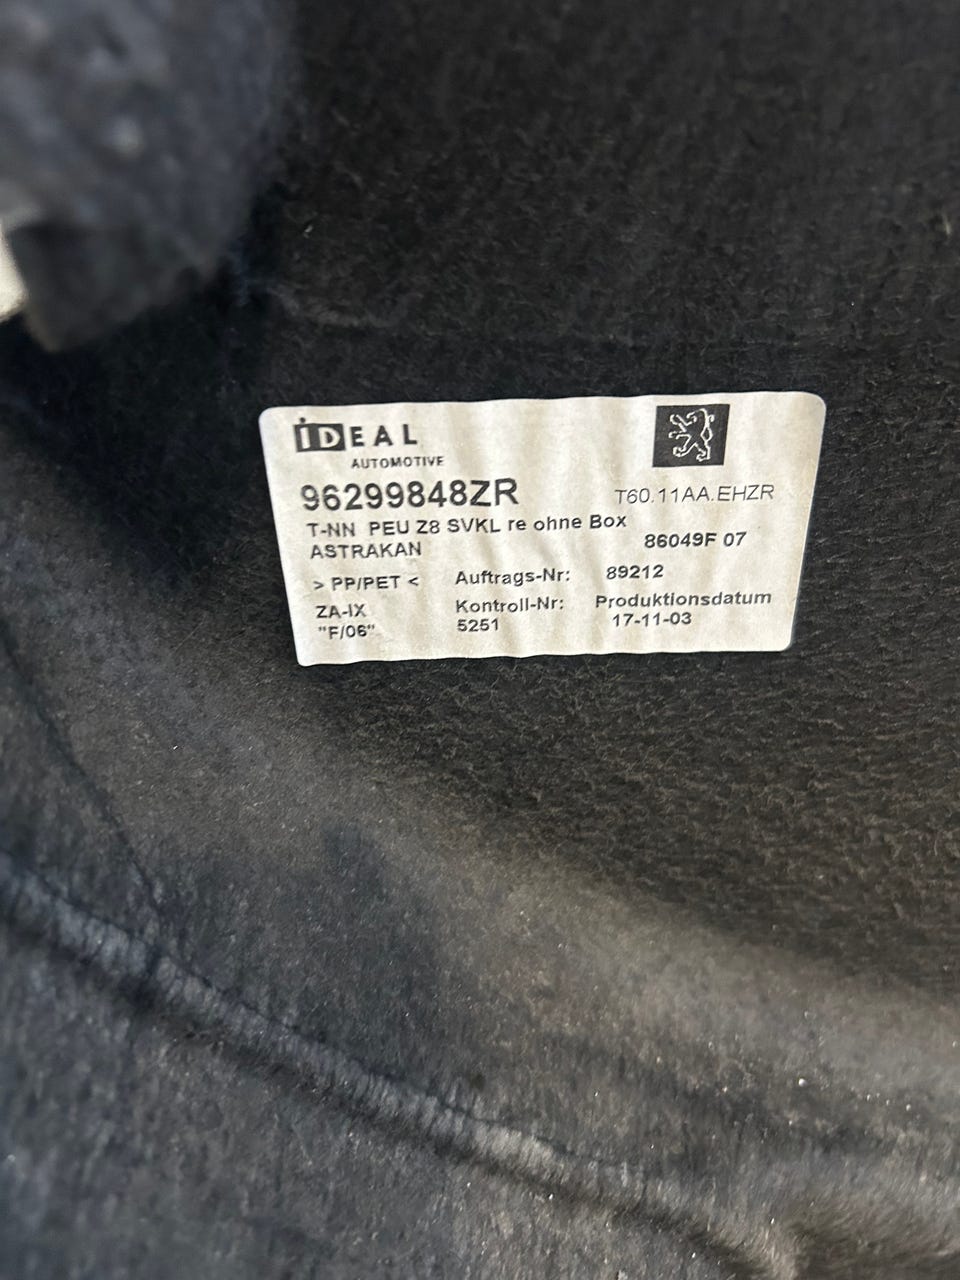 iDEAL
AUTOMOTIVE
96299848ZR T60.11AA.EHZR
T-NN PEU Z8 SVKL re ohne Box
ASTRAKAN 86049F 07
> PP/PET < Auftrags-Nr: 89212
ZA-IX Kontroll-Nr: Produktionsdatum
"F/06" 5251 17-11-03